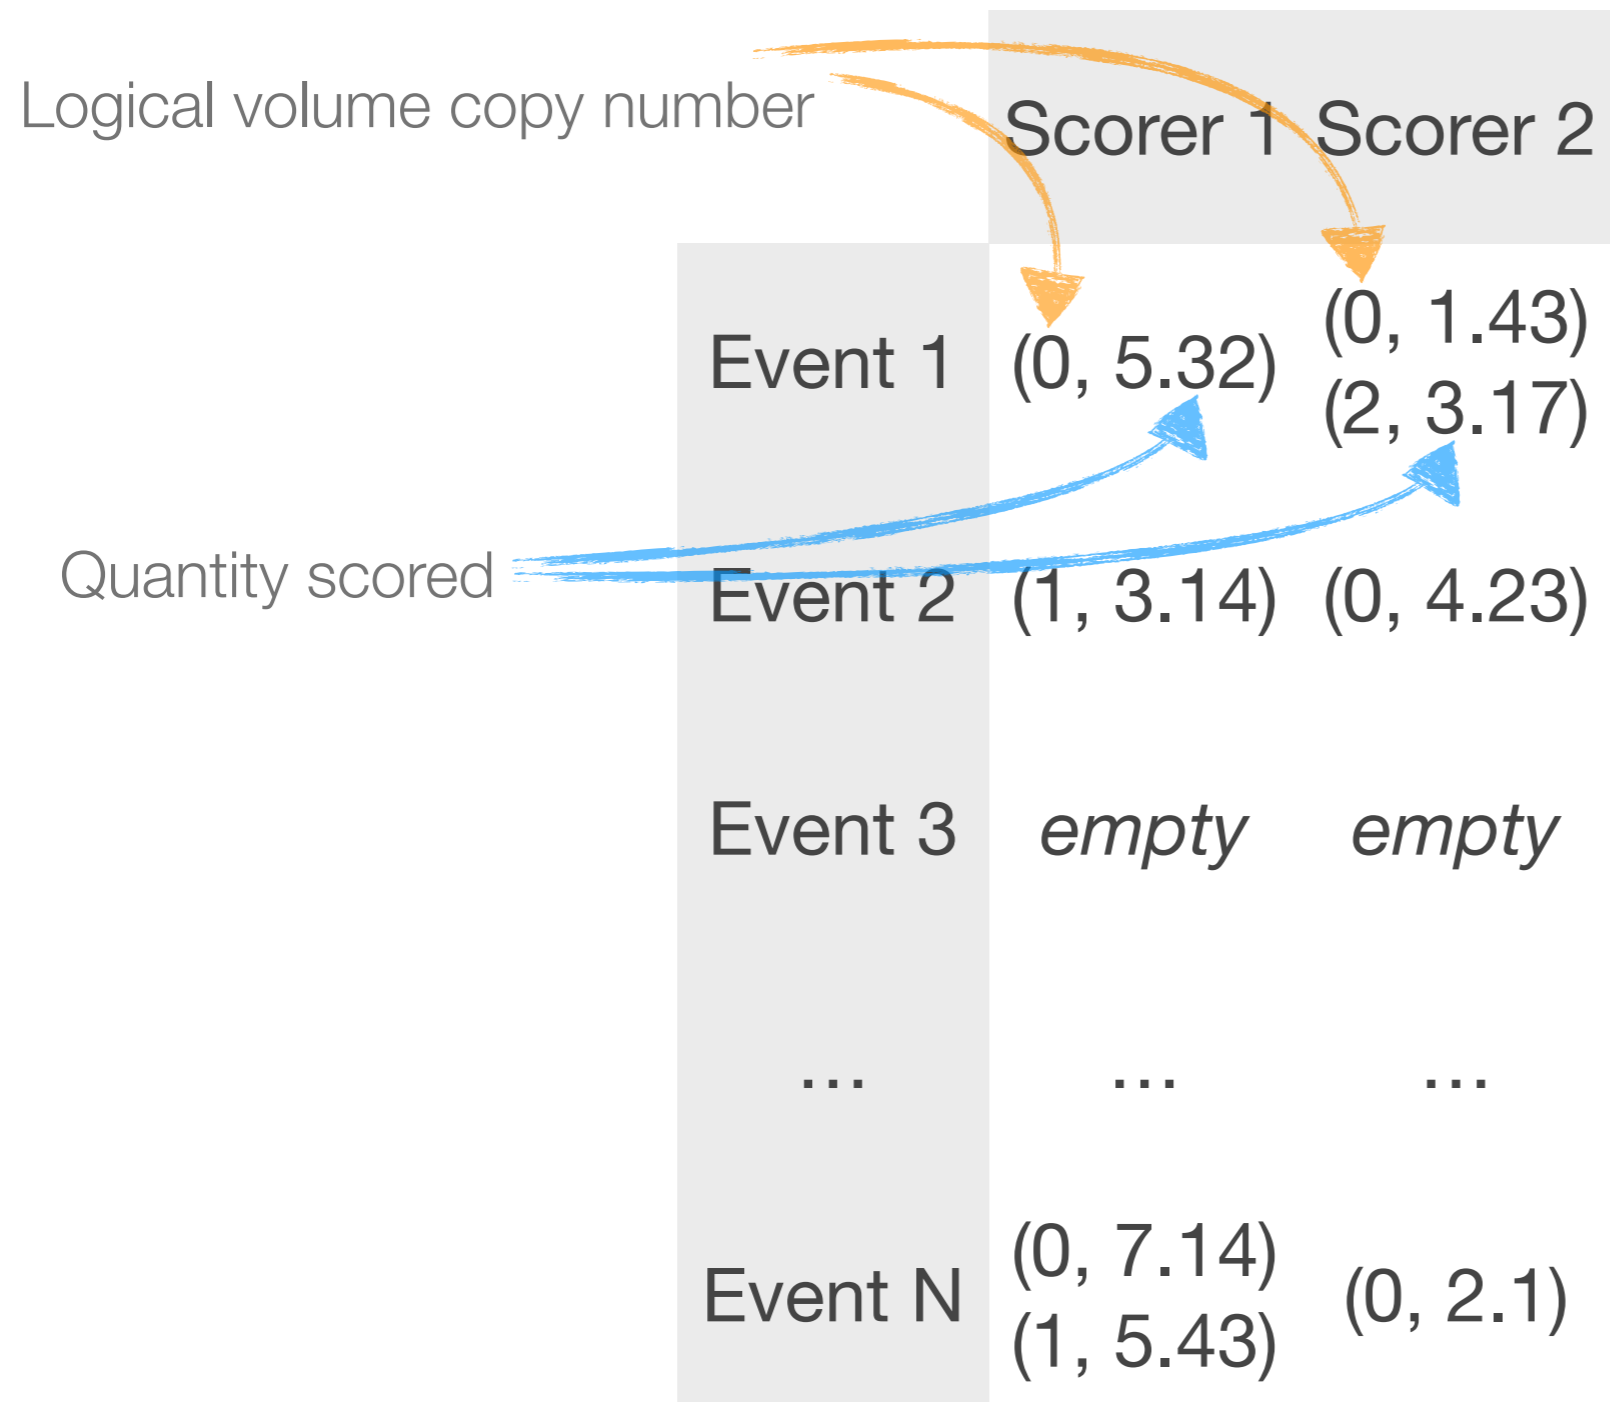 Logical volume copy number
Scorer 1 Scorer 2
Event 1 (0, 5.32) (0, 1.43)
(2, 3.17)
Quantity scored
Event 2 (1, 3.14) (0, 4.23)
Event 3 empty empty
... ... ...
Event N (0, 7.14)
(1, 5.43) (0, 2.1)